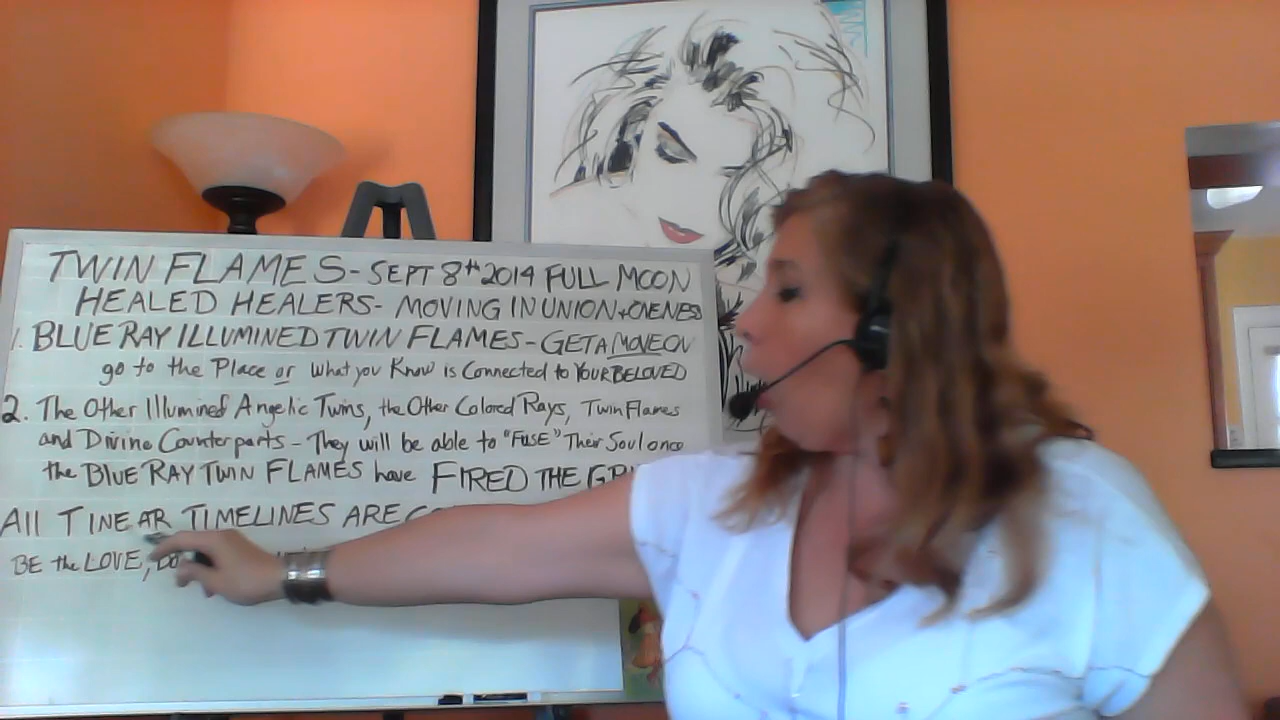 TWIN FLAMES - SEPT 8th 2014 FULL MOON
HEALED HEALERS - MOVING IN UNION + ONENESS
1. BLUE RAY ILLUMINED TWIN FLAMES - GET A MOVE ON
go to the Place or what you Know is Connected to YOUR BELOVED
2. The Other Illumined Angelic Twins, the Other Colored Rays, Twin Flames
and Divine Counterparts - They will be able to "FUSE" Their Soul once
the BLUE RAY TWIN FLAMES have FIRED THE
All TINEAR TIMELINES ARE
BE the LOVE,